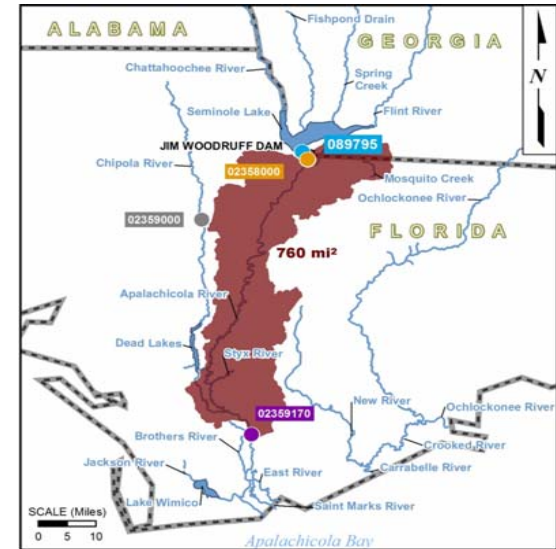 ALABAMA
Fishpond Drain
GEORGIA
Chattahoochee River
Spring
Creek
N
Seminole Lake
Flint River
JIM WOODRUFF DAM
089795
Chipola River
02358000
Mosquito Creek
Ochlockonee River
02359000
FLORIDA
760 mi²
Apalachicola River
Dead Lakes
Styx River
02359170
New River
Ochlockonee River
Brothers River
Crooked River
Jackson River
East River
Carrabelle River
Lake Wimico
Saint Marks River
SCALE (Miles)
0 5 10
Apalachicola Bay